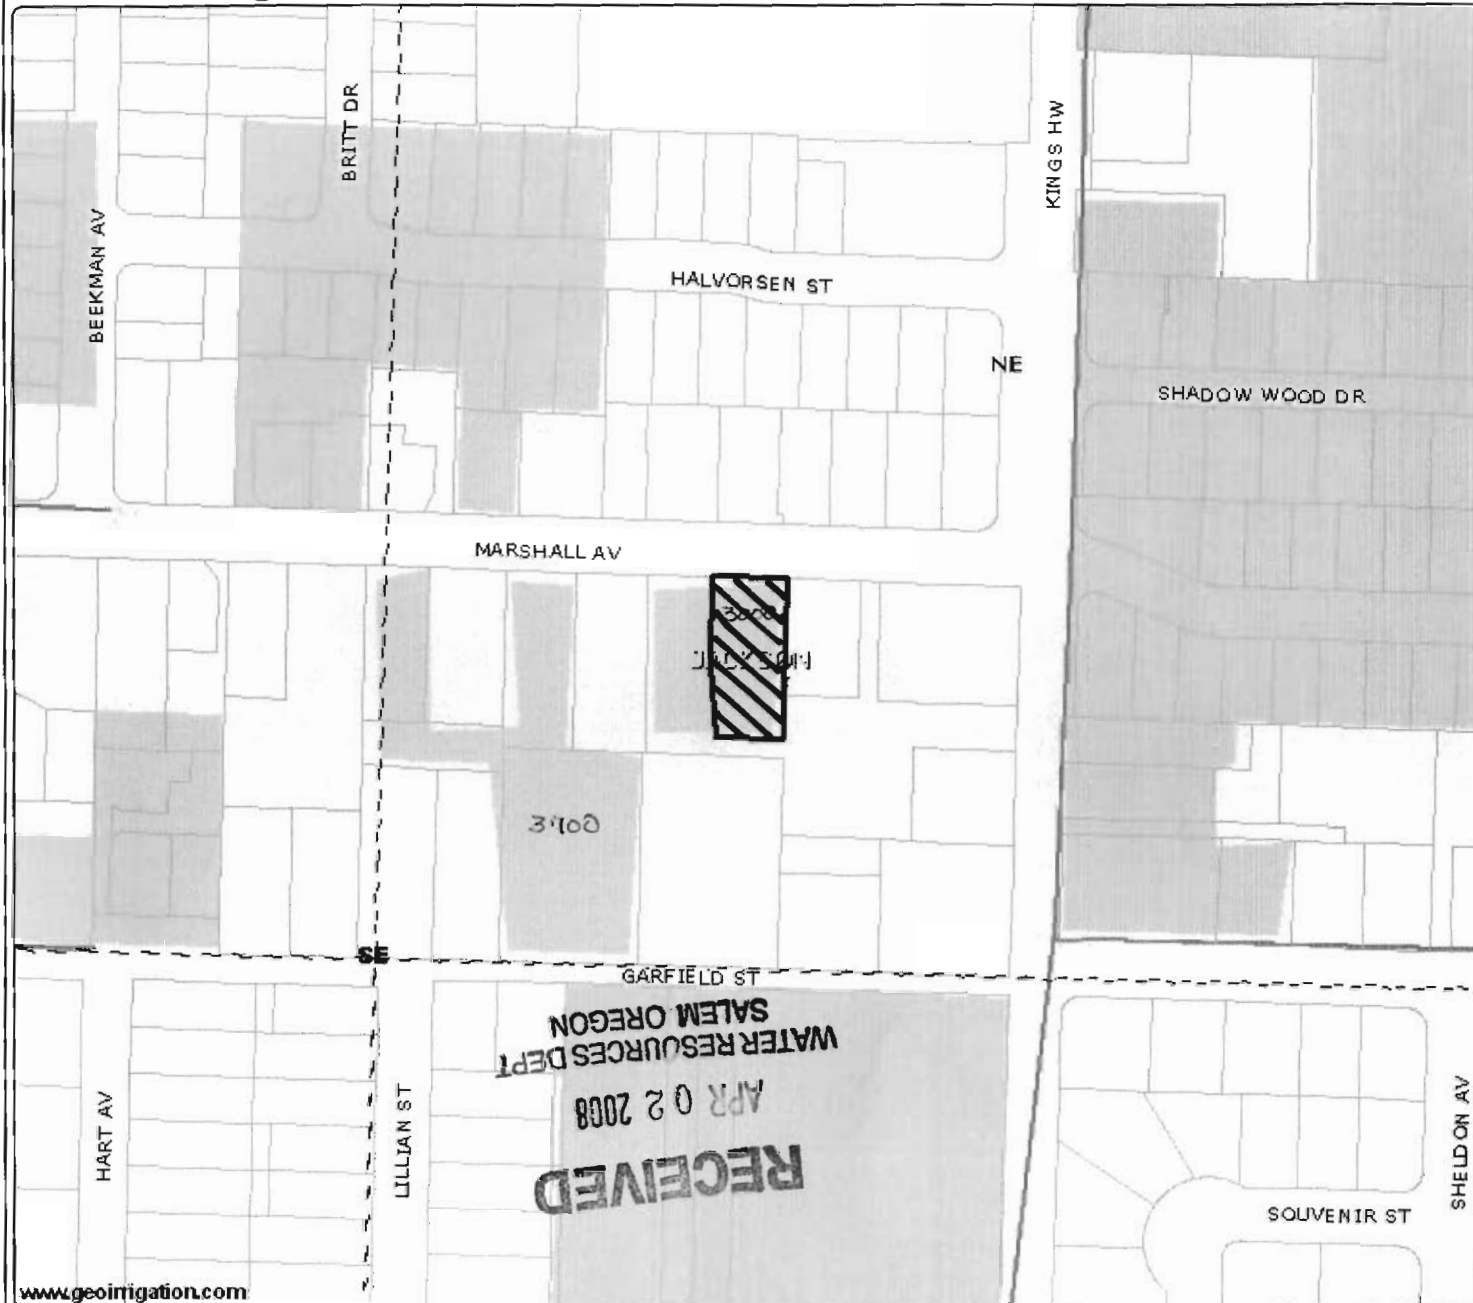 BRITT DR
KINGS HW
BEEKMAN AV
HALVORSEN ST
NE
SHADOW WOOD DR
MARSHALL AV
JACKSON
SE
GARFIELD ST
SALEM OREGON
WATER RESOURCES DEPT
APR 02 2008
RECEIVED
HART AV
LILLIAN ST
SHELDON AV
SOUVENIR ST
www.geoirrigation.com